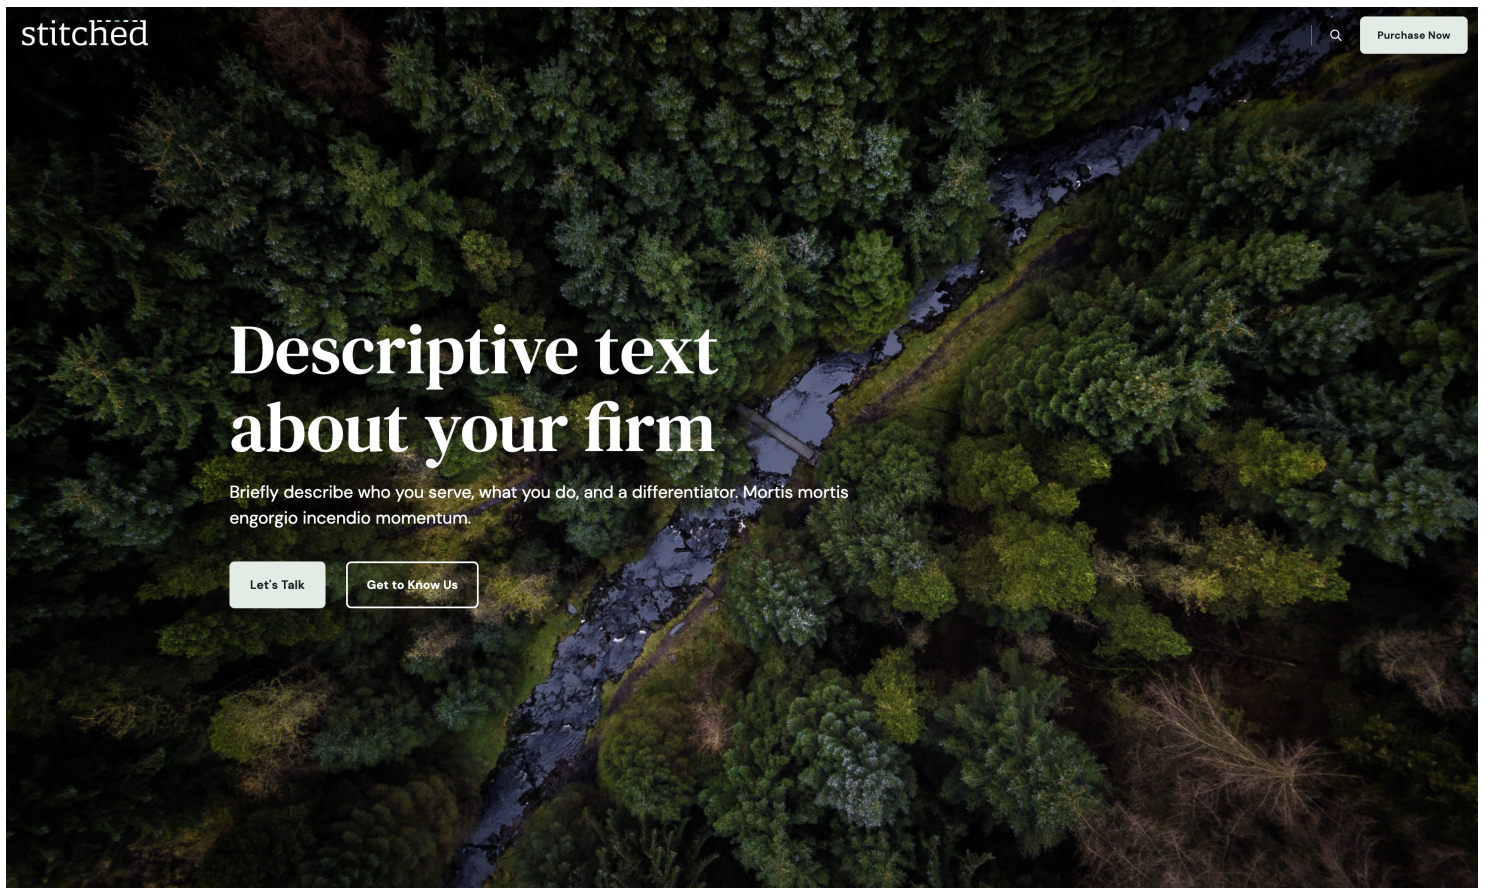 stitched
Purchase Now
Descriptive text
about your firm
Briefly describe who you serve, what you do, and a differentiator. Mortis mortis
engorgio incendio momentum.
Let's Talk
Get to Know Us